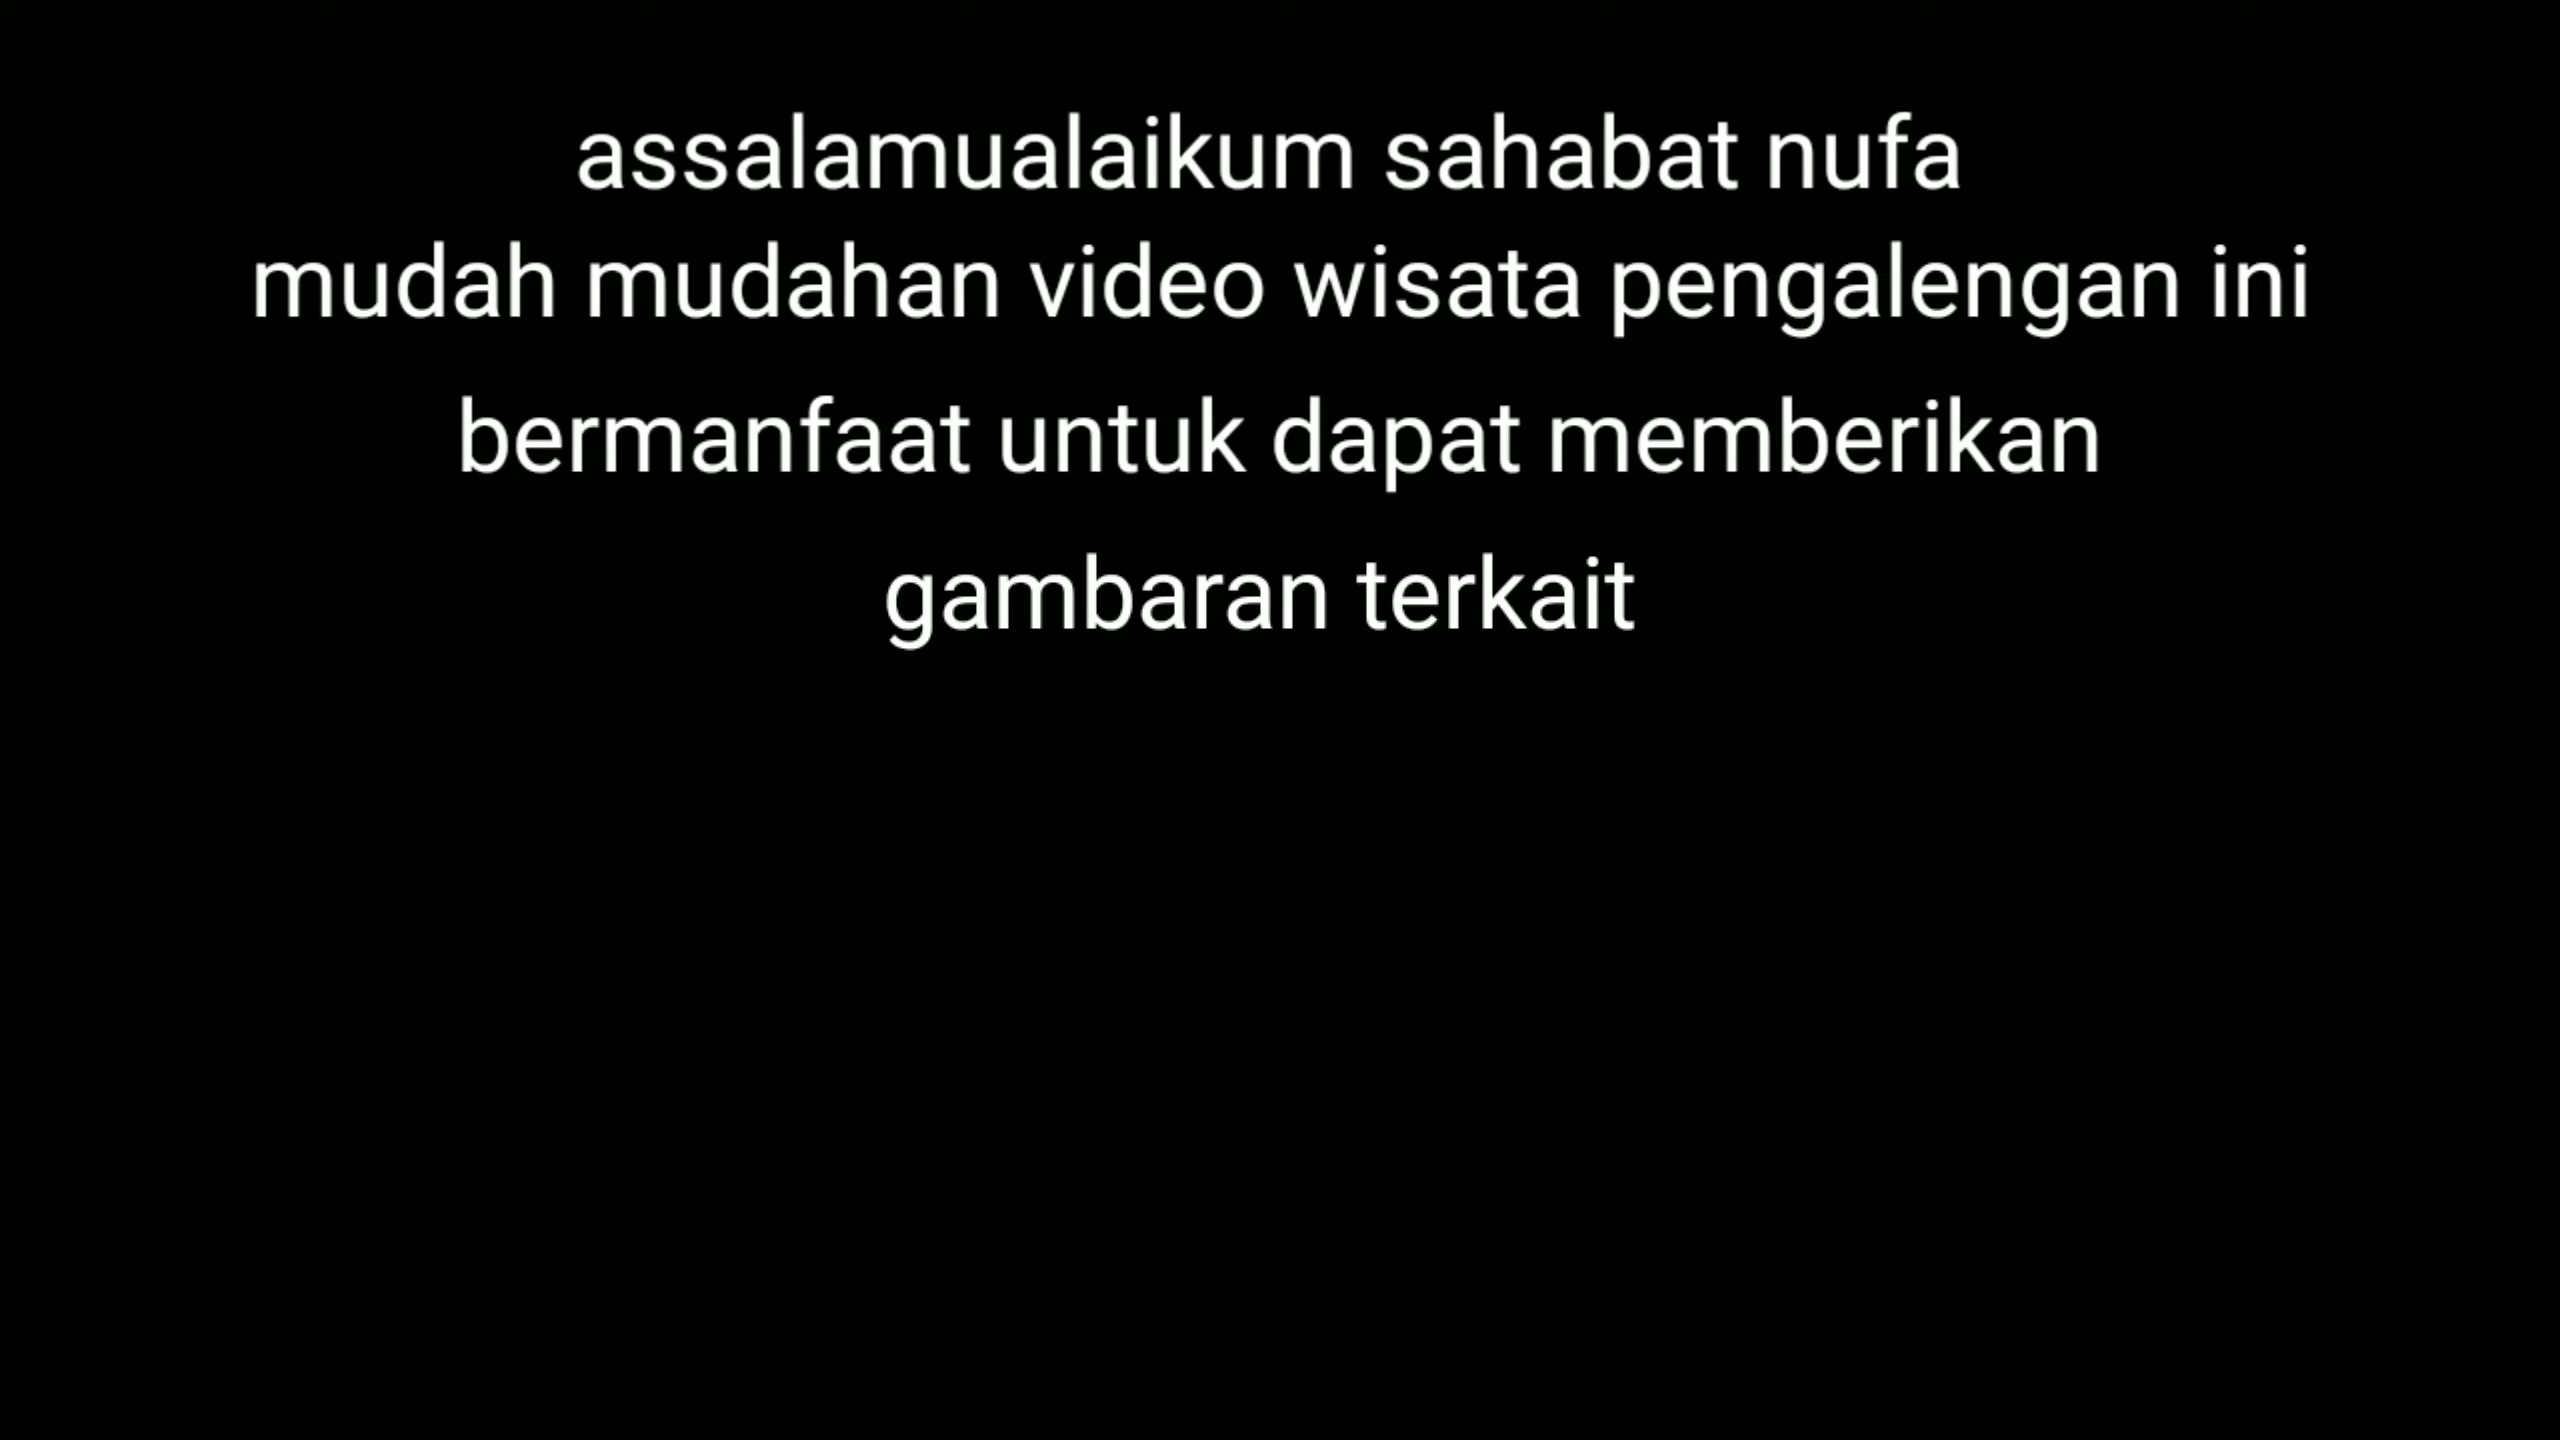 assalamualaikum sahabat nufa
mudah mudahan video wisata pengalengan ini
bermanfaat untuk dapat memberikan
gambaran terkait